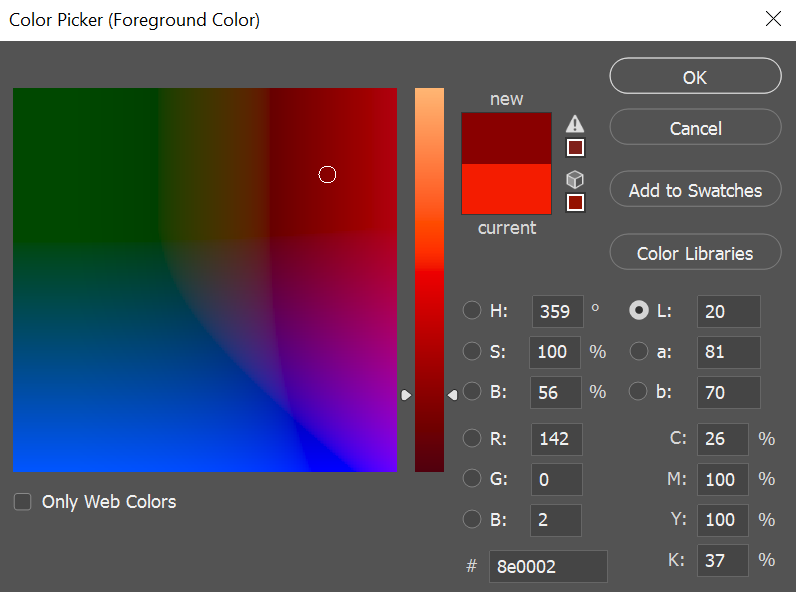 Color Picker (Foreground Color)
new
current
OK
Cancel
Add to Swatches
Color Libraries
H: 359 °
S: 100 %
B: 56 %
R: 142
G: 0
B: 2
# 8e0002
L: 20
a: 81
b: 70
C: 26 %
M: 100 %
Y: 100 %
K: 37 %
Only Web Colors